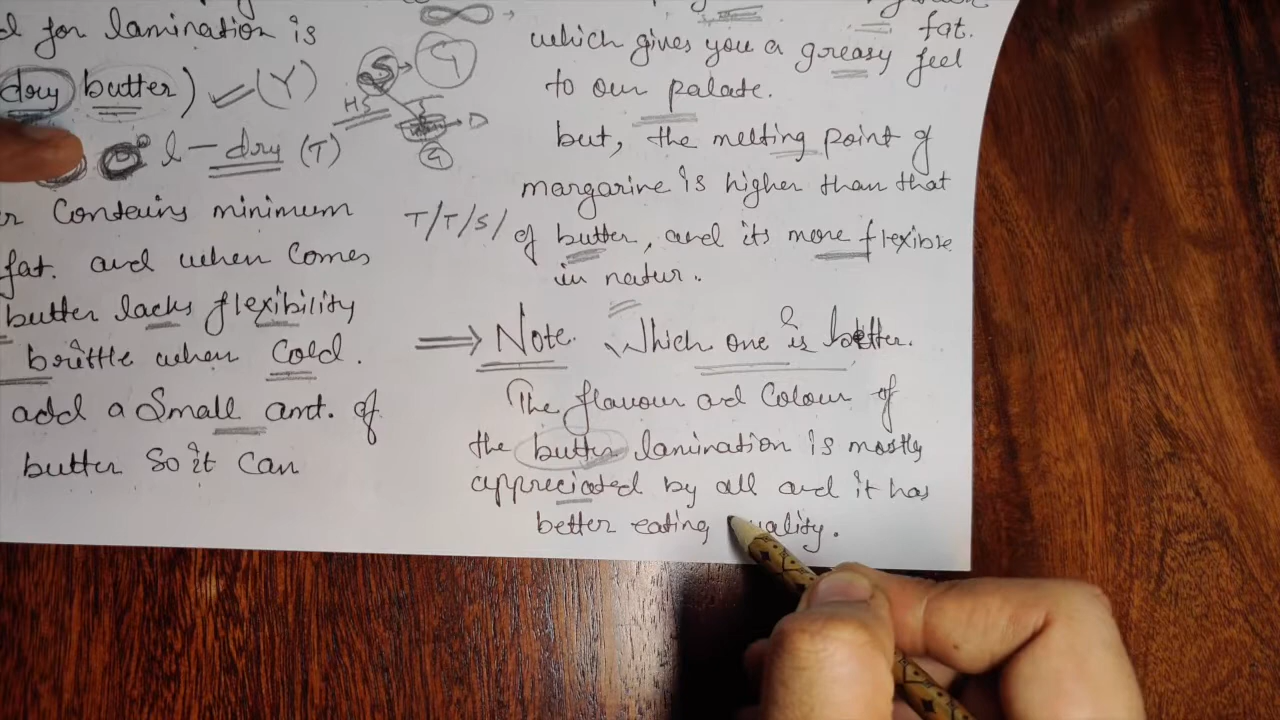 for lamination is
dry butter) (Y)
l - dry (T)
Contains minimum
fat. and when Comes
butter lacks flexibility
brittle when Cold.
add a Small amt. of
butter So it Can
S → G
HS
S
→ D
G
T/T/S/
fat.
which gives you a greasy feel
to our palate.
but, the melting point of
margarine is higher than that
of butter, and its more flexible
in natur.
⇒ Note. Which one is better.
The flavour and Colour of
the butter lamination is mostly
appreciated by all and it has
better eating quality.